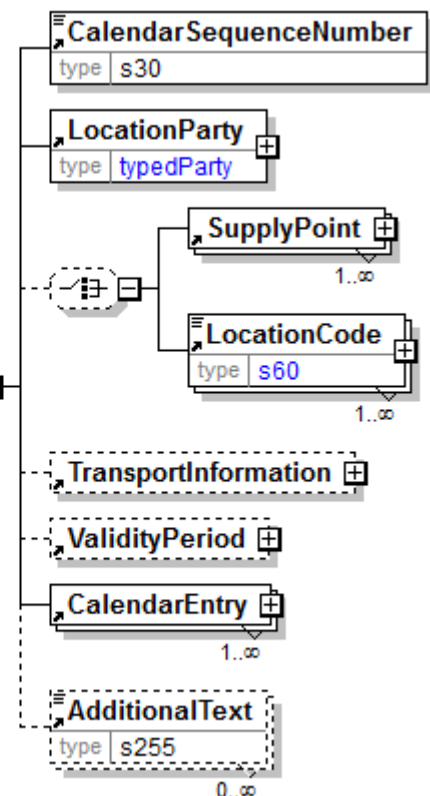 CalendarSequenceNumber
type s30
LocationParty
type typedParty
SupplyPoint
1..∞
LocationCode
type s60
1..∞
TransportInformation
ValidityPeriod
CalendarEntry
1..∞
AdditionalText
type s255
0..∞